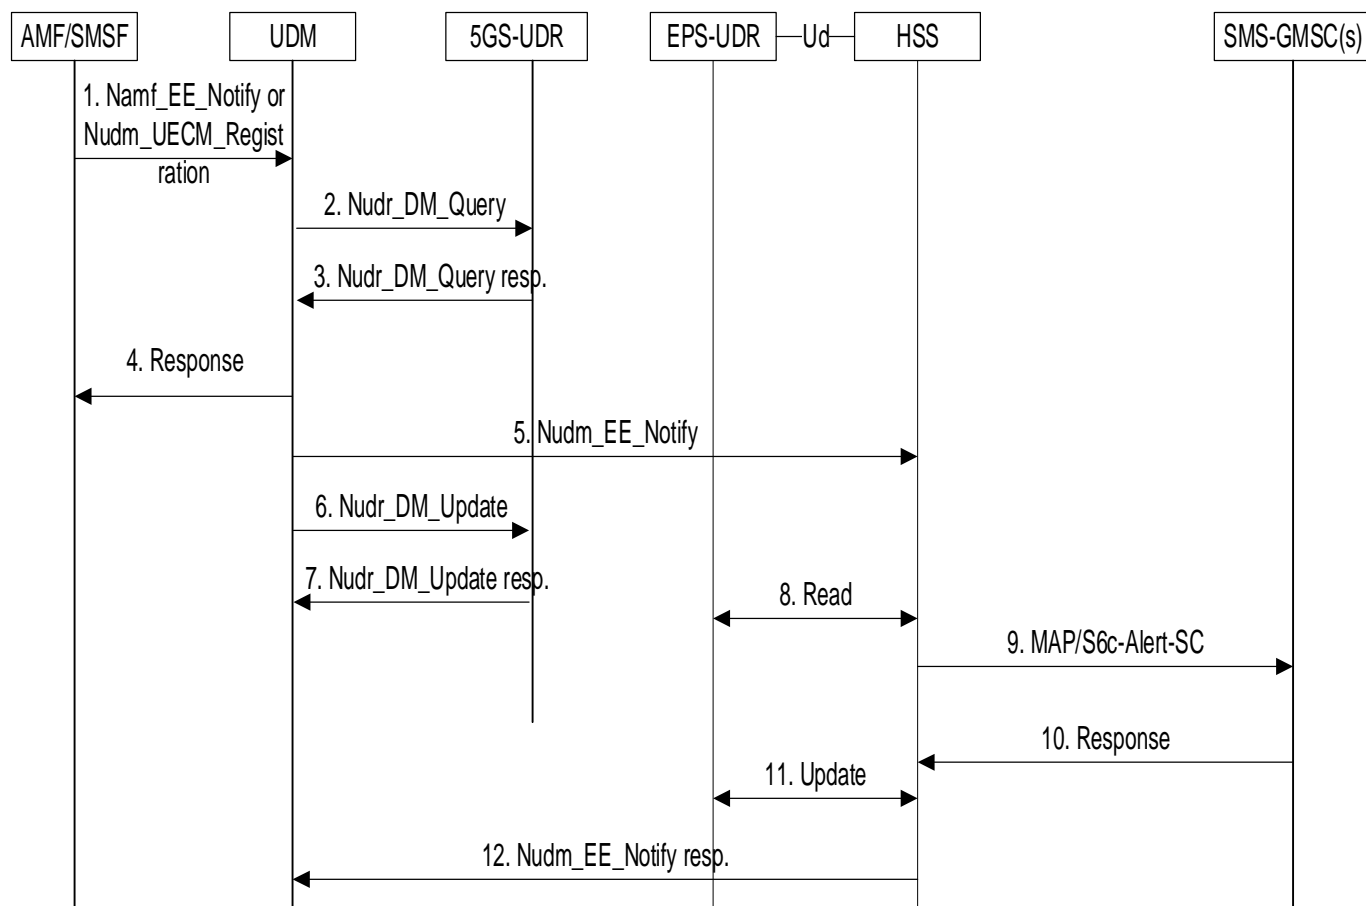 AMF/SMSF
UDM
5GS-UDR
EPS-UDR
Ud
HSS
SMS-GMSC(s)
1. Namf_EE_Notify or
Nudm_UECM_Regist
ration
2. Nudr_DM_Query
3. Nudr_DM_Query resp.
4. Response
5. Nudm_EE_Notify
6. Nudr_DM_Update
7. Nudr_DM_Update resp.
8. Read
9. MAP/S6c-Alert-SC
10. Response
11. Update
12. Nudm_EE_Notify resp.